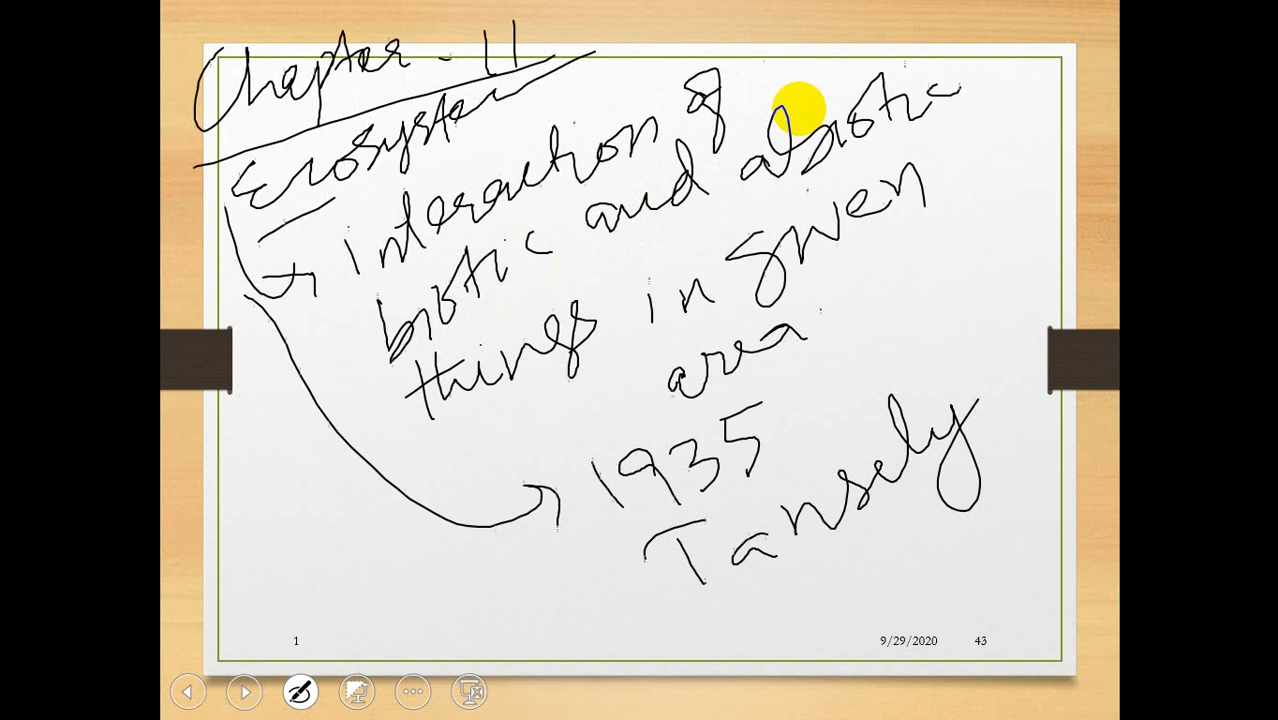 Chapter - 11
Ecosystem
Interaction of
biotic and abiotic
things in given
area
1935
Tansely
1
9/29/2020
43